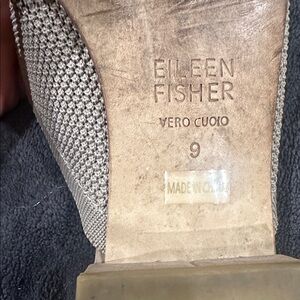 EILEEN
FISHER
VERO CUOIO
9
MADE IN CHINA